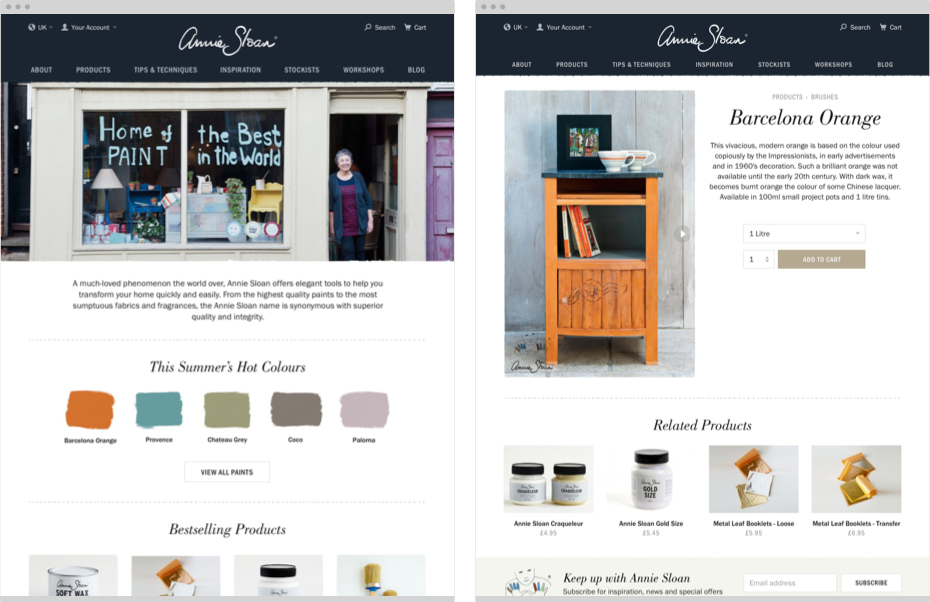 UK
Your Account
Search
Cart
Annie Sloan
ABOUT PRODUCTS TIPS & TECHNIQUES INSPIRATION STOCKISTS WORKSHOPS BLOG
Home of the Best
PAINT in the World
A much-loved phenomenon the world over, Annie Sloan offers elegant tools to help you
transform your home quickly and easily. From the highest quality paints to the most
sumptuous fabrics and fragrances, the Annie Sloan name is synonymous with superior
quality and integrity.
This Summer's Hot Colours
Barcelona Orange Provence Chateau Grey Coco Paloma
VIEW ALL PAINTS
Bestselling Products
Annie Sloan
SOFT WAX
UK
Your Account
Search
Cart
Annie Sloan
ABOUT PRODUCTS TIPS & TECHNIQUES INSPIRATION STOCKISTS WORKSHOPS BLOG
PRODUCTS - BRUSHES
Barcelona Orange
This vivacious, modern orange is based on the colour used
copiously by the Impressionists, in early advertisements
and in 1960's decoration. Such a brilliant orange was not
available until the early 20th century. With dark wax, it
becomes burnt orange the colour of some Chinese lacquer.
Available in 100ml small project pots and 1 litre tins.
1 Litre
1
ADD TO CART
Annie Sloan
Related Products
CRAQUELEUR
CRAQUELEUR
GOLD
SIZE
Annie Sloan Craqueleur Annie Sloan Gold Size Metal Leaf Booklets - Loose Metal Leaf Booklets - Transfer
£4.95 £5.45 £5.95 £6.95
Keep up with Annie Sloan
Subscribe for inspiration, news and special offers
Email address
SUBSCRIBE